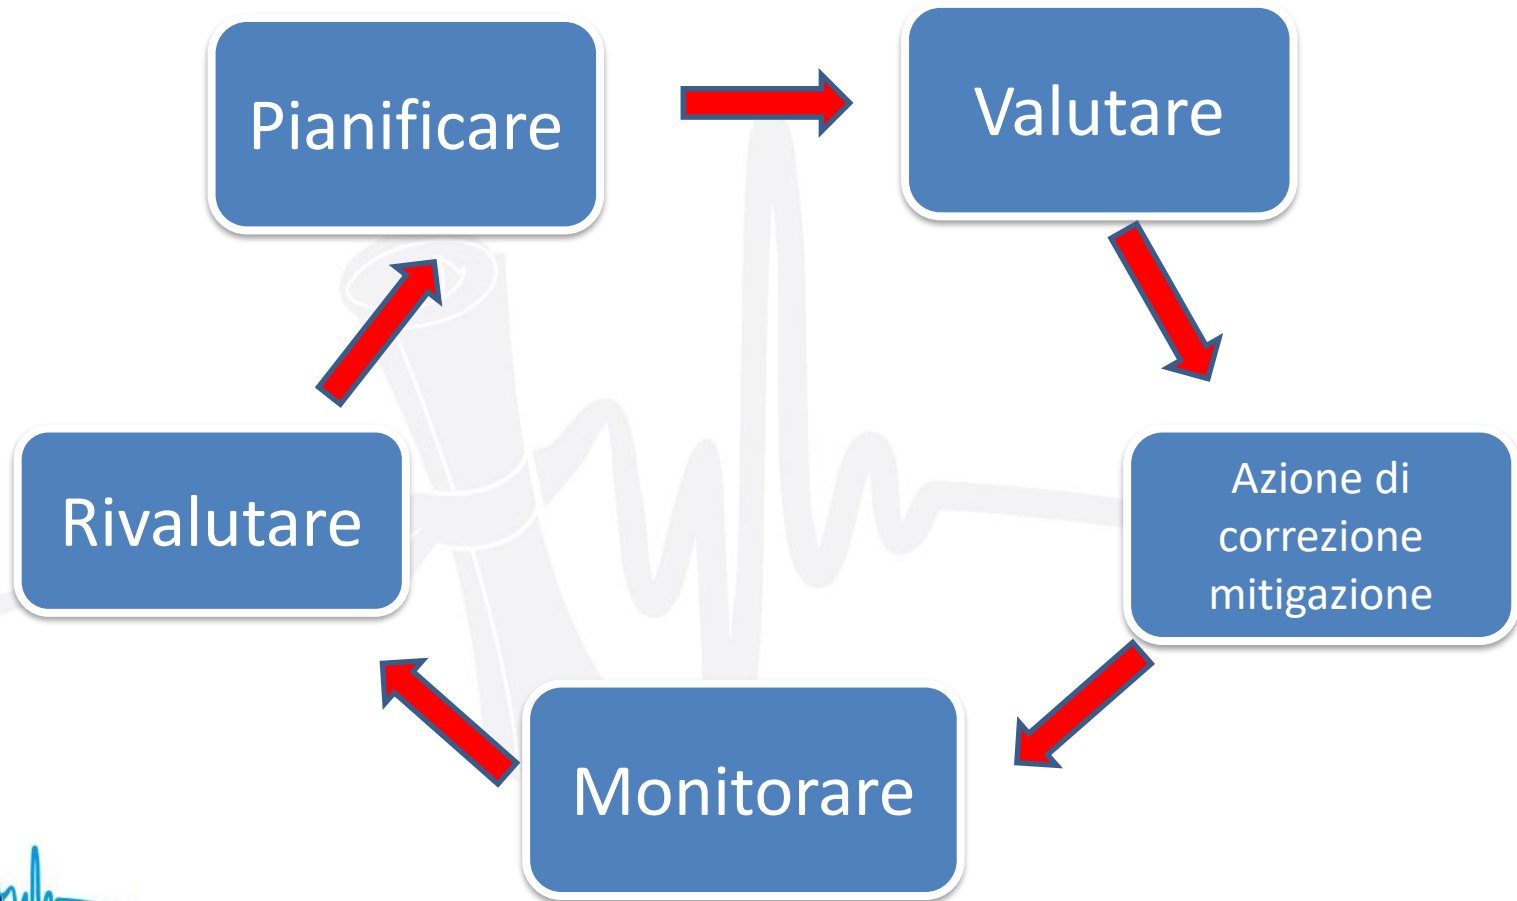 Pianificare
Valutare
Azione di
correzione
mitigazione
Monitorare
Rivalutare